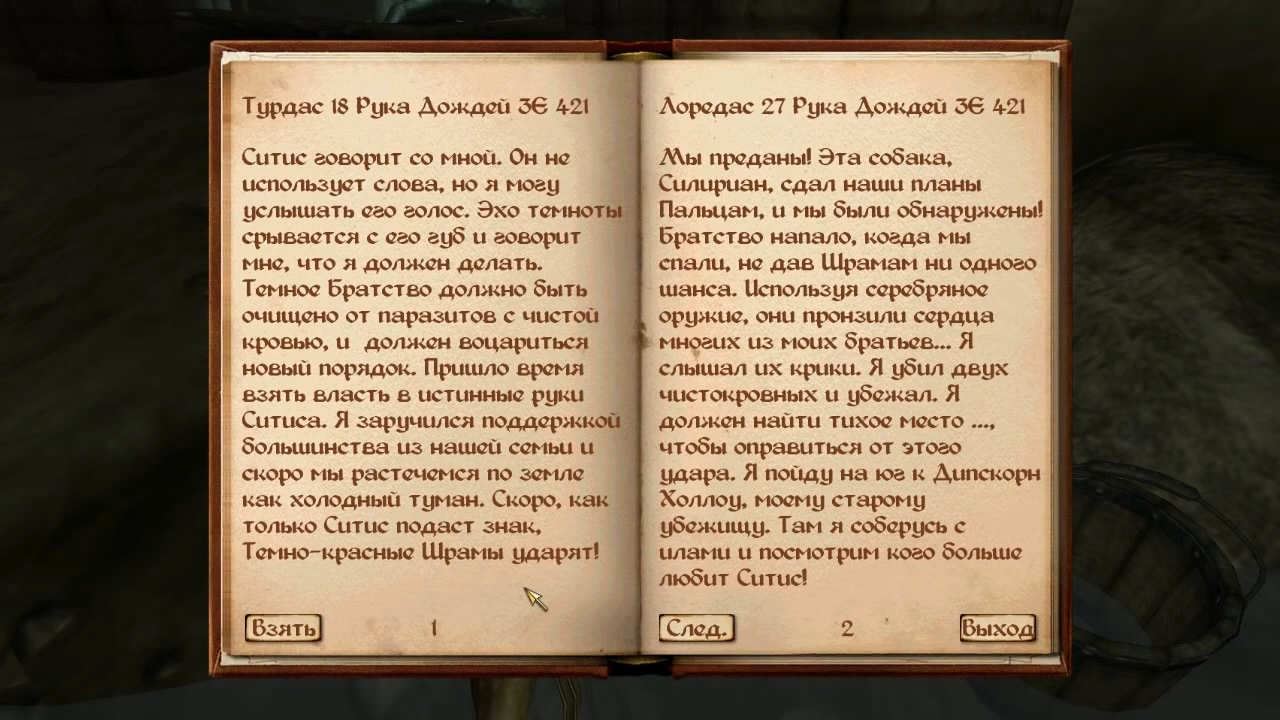 Турдас 18 Рука Дождей 3Е 421
Ситис говорит со мной. Он не
использует слова, но я могу
услышать его голос. Эхо темноты
срывается с его губ и говорит
мне, что я должен делать.
Темное Братство должно быть
очищено от паразитов с чистой
кровью, и  должен воцариться
новый порядок. Пришло время
взять власть в истинные руки
Ситиса. Я заручился поддержкой
большинства из нашей семьи и
скоро мы растечемся по земле
как холодный туман. Скоро, как
только Ситис подаст знак,
Темно-красные Шрамы ударят!
Взять
1
Лоредас 27 Рука Дождей 3Е 421
Мы преданы! Эта собака,
Силириан, сдал наши планы
Пальцам, и мы были обнаружены!
Братство напало, когда мы
спали, не дав Шрамам ни одного
шанса. Используя серебряное
оружие, они пронзили сердца
многих из моих братьев... Я
слышал их крики. Я убил двух
чистокровных и убежал. Я
должен найти тихое место ...,
чтобы оправиться от этого
удара. Я пойду на юг к Дипскорн
Холлоу, моему старому
убежищу. Там я соберусь с
илами и посмотрим кого больше
любит Ситис!
След.
2
Выход